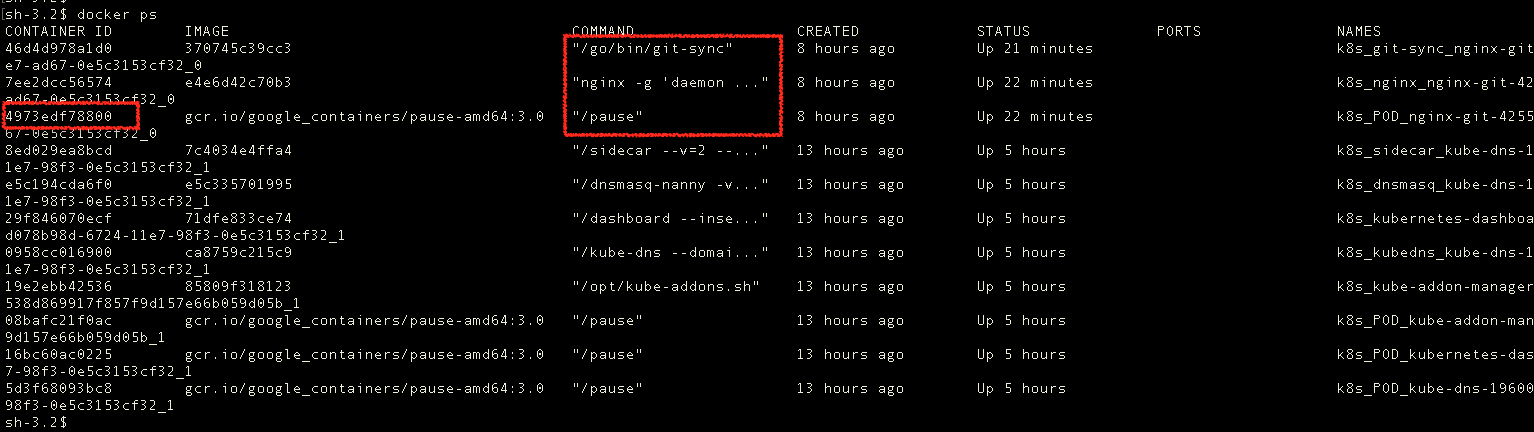 sh-3.2$
[sh-3.2$ docker ps
CONTAINER ID IMAGE COMMAND CREATED STATUS PORTS NAMES
46d4d978a1d0 370745c39cc3 "/go/bin/git-sync" 8 hours ago Up 21 minutes k8s_git-sync_nginx-git
e7-ad67-0e5c3153cf32_0
7ee2dcc56574 e4e6d42c70b3 "nginx -g 'daemon ..." 8 hours ago Up 22 minutes k8s_nginx_nginx-git-42
ad67-0e5c3153cf32_0
4973edf78800 gcr.io/google_containers/pause-amd64:3.0 "/pause" 8 hours ago Up 22 minutes k8s_POD_nginx-git-4255
67-0e5c3153cf32_0
8ed029ea8bcd 7c4034e4ffa4 "/sidecar --v=2 --..." 13 hours ago Up 5 hours k8s_sidecar_kube-dns-1
1e7-98f3-0e5c3153cf32_1
e5c194cda6f0 e5c335701995 "/dnsmasq-nanny -v..." 13 hours ago Up 5 hours k8s_dnsmasq_kube-dns-1
1e7-98f3-0e5c3153cf32_1
29f846070ecf 71dfe833ce74 "/dashboard --inse..." 13 hours ago Up 5 hours k8s_kubernetes-dashboa
d078b98d-6724-11e7-98f3-0e5c3153cf32_1
0958cc016900 ca8759c215c9 "/kube-dns --domai..." 13 hours ago Up 5 hours k8s_kubedns_kube-dns-1
1e7-98f3-0e5c3153cf32_1
19e2ebb42536 85809f318123 "/opt/kube-addons.sh" 13 hours ago Up 5 hours k8s_kube-addon-manager
538d869917f857f9d157e66b059d05b_1
08bafc21f0ac gcr.io/google_containers/pause-amd64:3.0 "/pause" 13 hours ago Up 5 hours k8s_POD_kube-addon-man
9d157e66b059d05b_1
16bc60ac0225 gcr.io/google_containers/pause-amd64:3.0 "/pause" 13 hours ago Up 5 hours k8s_POD_kubernetes-das
7-98f3-0e5c3153cf32_1
5d3f68093bc8 gcr.io/google_containers/pause-amd64:3.0 "/pause" 13 hours ago Up 5 hours k8s_POD_kube-dns-19600
98f3-0e5c3153cf32_1
sh-3.2$